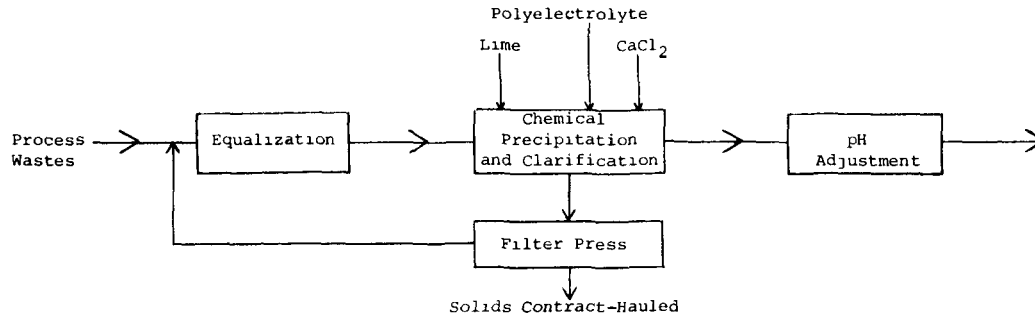 Polyelectrolyte
Lime
CaCl2
Process
Wastes
Equalization
Chemical
Precipitation
and Clarification
pH
Adjustment
Filter Press
Solids Contract-Hauled